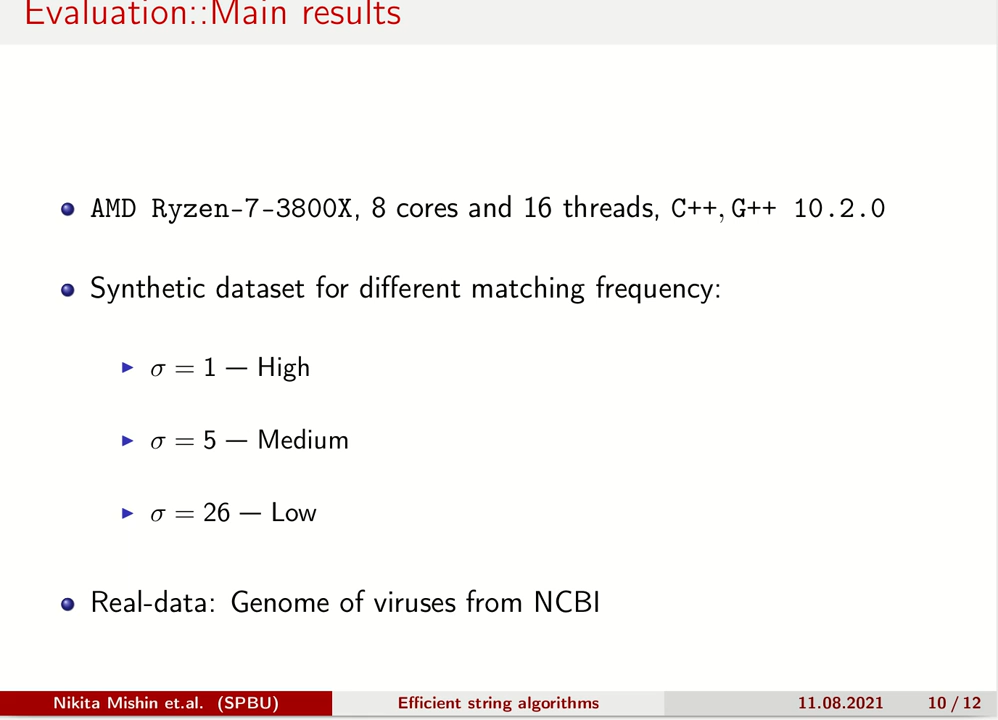 Evaluation::Main results
AMD Ryzen-7-3800X, 8 cores and 16 threads, C++, G++ 10.2.0
Synthetic dataset for different matching frequency:
σ = 1 — High
σ = 5 — Medium
σ = 26 — Low
Real-data: Genome of viruses from NCBI
Nikita Mishin et.al. (SPBU) Efficient string algorithms 11.08.2021 10 / 12